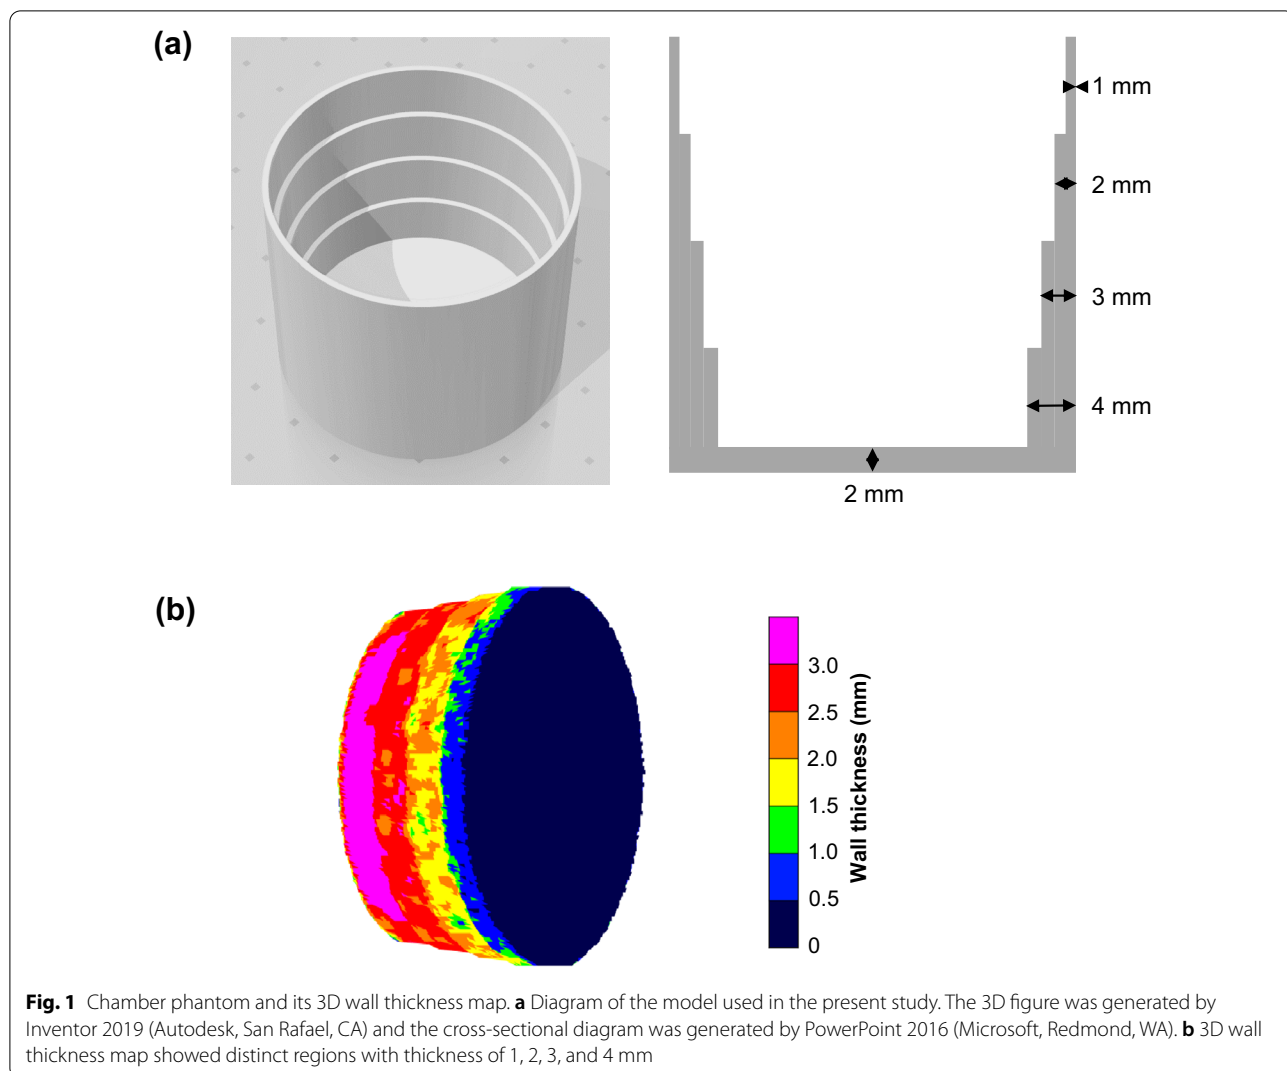 (a)
1 mm
2 mm
3 mm
4 mm
2 mm
(b)
3.0
2.5
2.0
1.5
1.0
0.5
0
Wall thickness (mm)
Fig. 1 Chamber phantom and its 3D wall thickness map. a Diagram of the model used in the present study. The 3D figure was generated by
Inventor 2019 (Autodesk, San Rafael, CA) and the cross-sectional diagram was generated by PowerPoint 2016 (Microsoft, Redmond, WA). b 3D wall
thickness map showed distinct regions with thickness of 1, 2, 3, and 4 mm